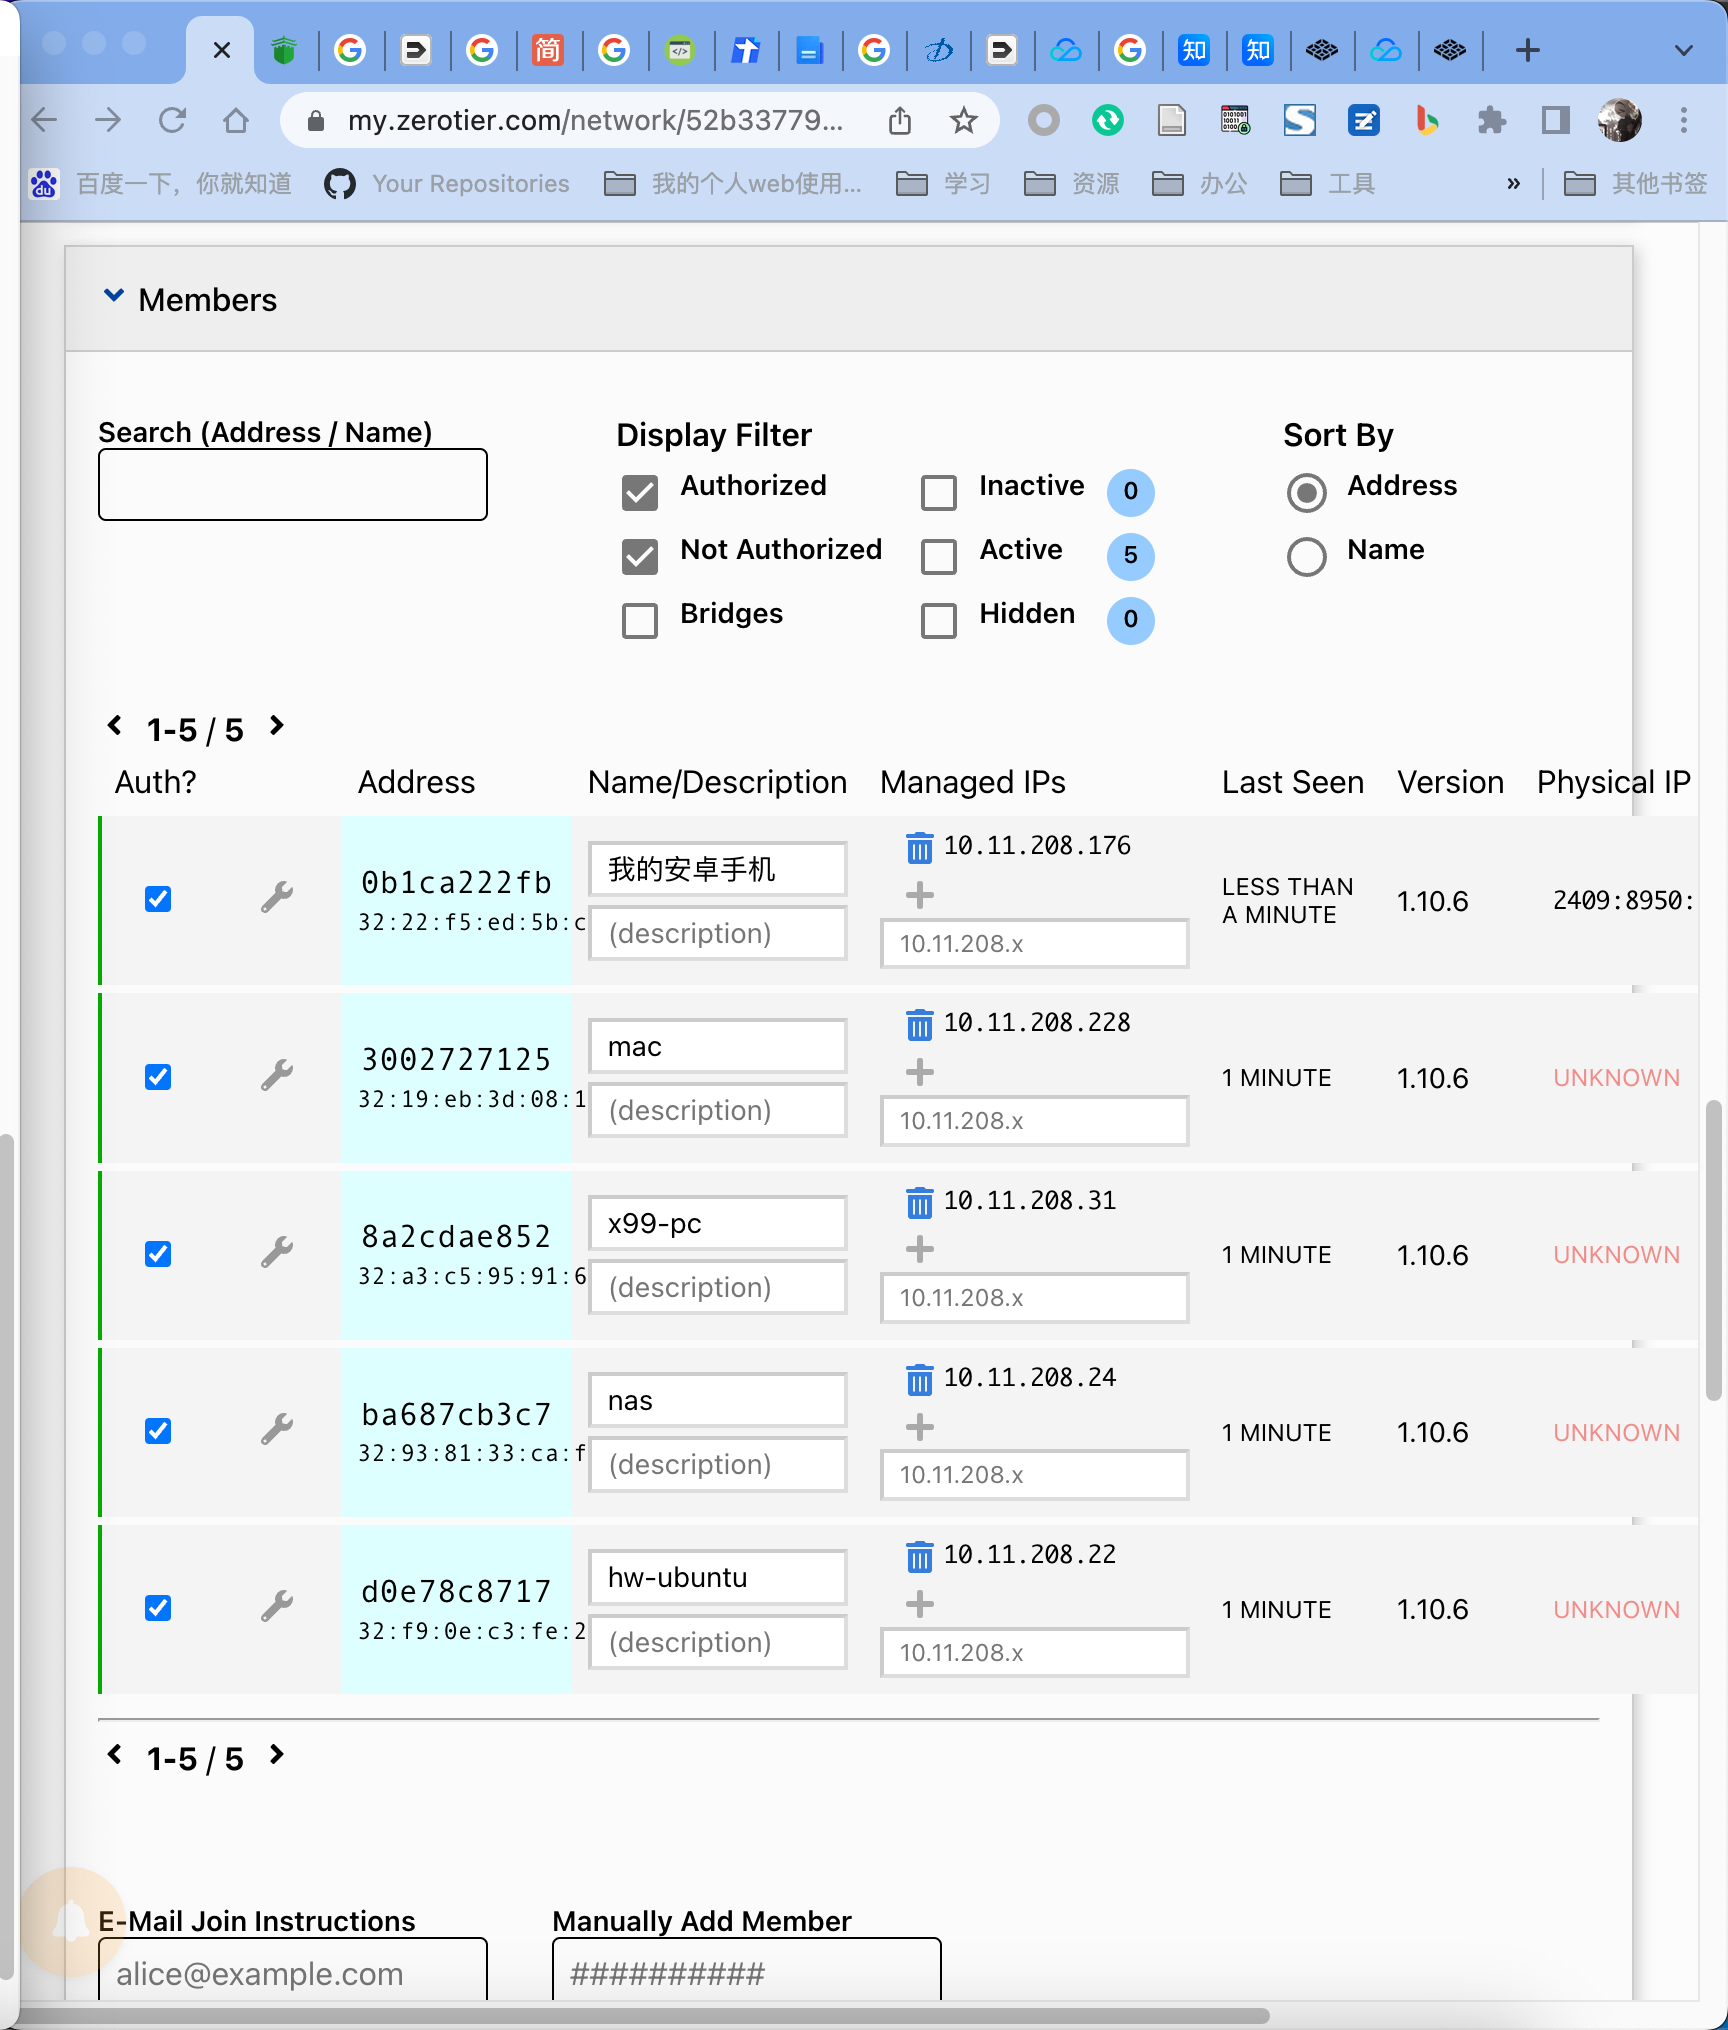 my.zerotier.com/network/52b33779...
百度一下，你就知道
Your Repositories
我的个人web使用...
学习
资源
办公
工具
»
其他书签
Members
Search (Address / Name)
Display Filter
Sort By
Authorized
Inactive 0
Address
Not Authorized
Active 5
Name
Bridges
Hidden 0
1-5 / 5
Auth? Address Name/Description Managed IPs Last Seen Version Physical IP
0b1ca222fb
32:22:f5:ed:5b:c
我的安卓手机
(description)
10.11.208.176
10.11.208.x
LESS THAN
A MINUTE
1.10.6
2409:8950:
3002727125
32:19:eb:3d:08:1
mac
(description)
10.11.208.228
10.11.208.x
1 MINUTE
1.10.6
UNKNOWN
8a2cdae852
32:a3:c5:95:91:6
x99-pc
(description)
10.11.208.31
10.11.208.x
1 MINUTE
1.10.6
UNKNOWN
ba687cb3c7
32:93:81:33:ca:f
nas
(description)
10.11.208.24
10.11.208.x
1 MINUTE
1.10.6
UNKNOWN
d0e78c8717
32:f9:0e:c3:fe:2
hw-ubuntu
(description)
10.11.208.22
10.11.208.x
1 MINUTE
1.10.6
UNKNOWN
1-5 / 5
E-Mail Join Instructions
Manually Add Member
alice@example.com
##########